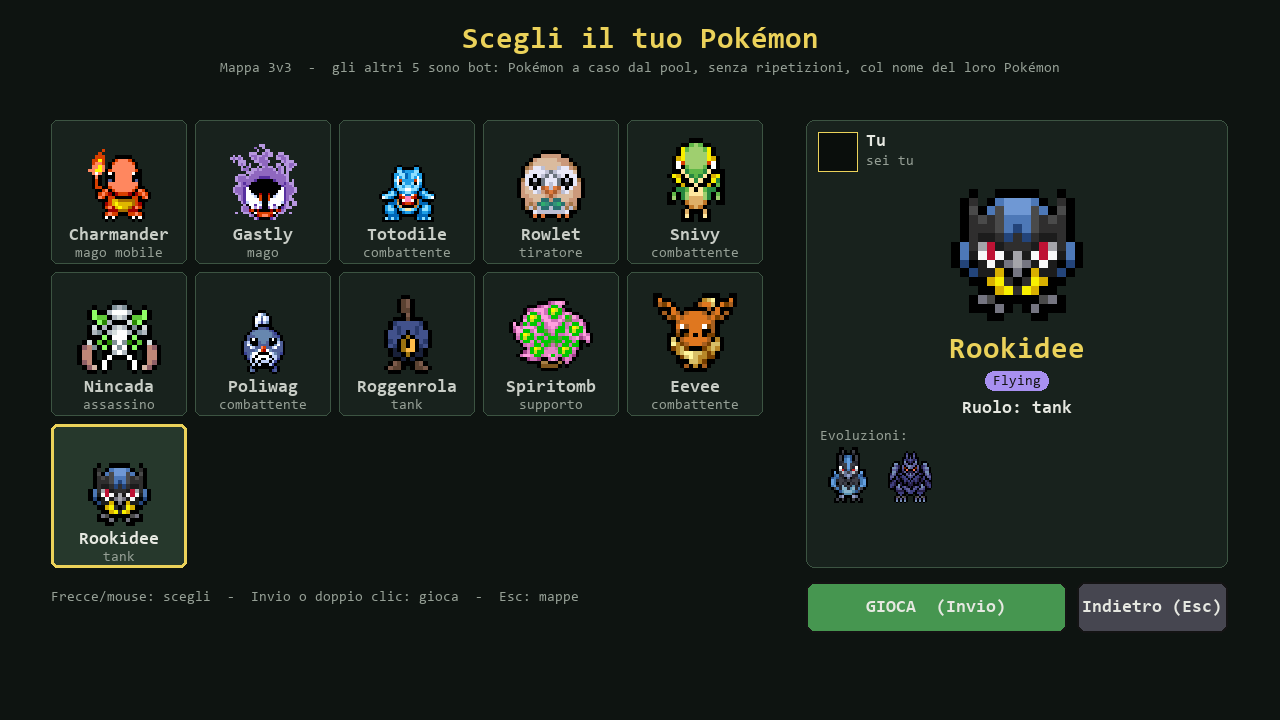 Scegli il tuo Pokémon
Mappa 3v3  -  gli altri 5 sono bot: Pokémon a caso dal pool, senza ripetizioni, col nome del loro Pokémon
Charmander
mago mobile
Gastly
mago
Totodile
combattente
Rowlet
tiratore
Snivy
combattente
Nincada
assassino
Poliwag
combattente
Roggenrola
tank
Spiritomb
supporto
Eevee
combattente
Rookidee
tank
Frecce/mouse: scegli  -  Invio o doppio clic: gioca  -  Esc: mappe
Tu
sei tu
Rookidee
Flying
Ruolo: tank
Evoluzioni:
GIOCA  (Invio)
Indietro (Esc)